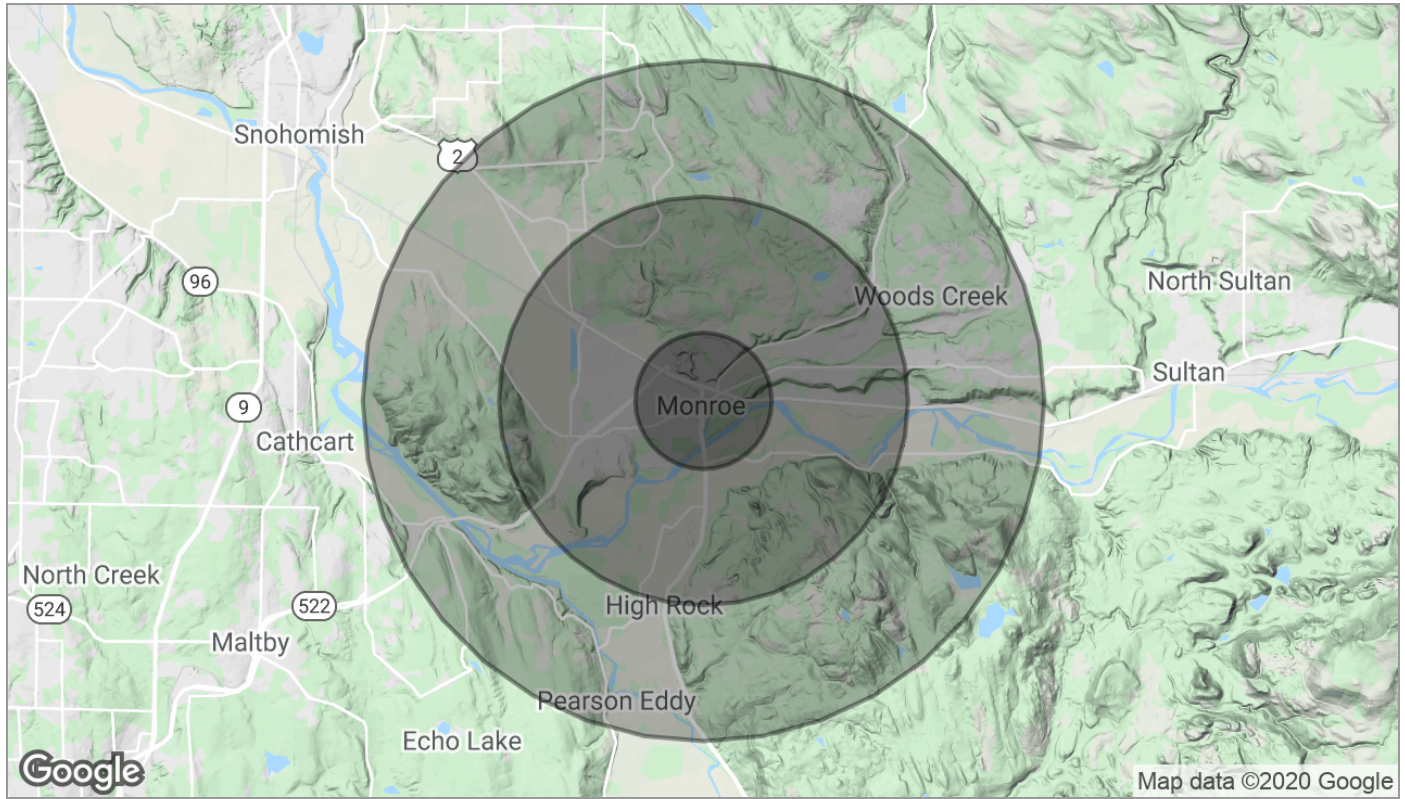 Snohomish
2
96
North Sultan
Woods Creek
Sultan
9
Monroe
Cathcart
North Creek
524
522
High Rock
Maltby
Pearson Eddy
Echo Lake
Google
Map data ©2020 Google